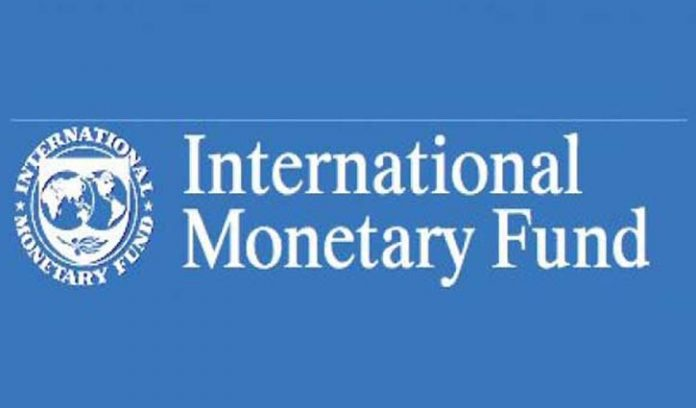 INTERNATIONAL
MONETARY FUND
International
Monetary Fund